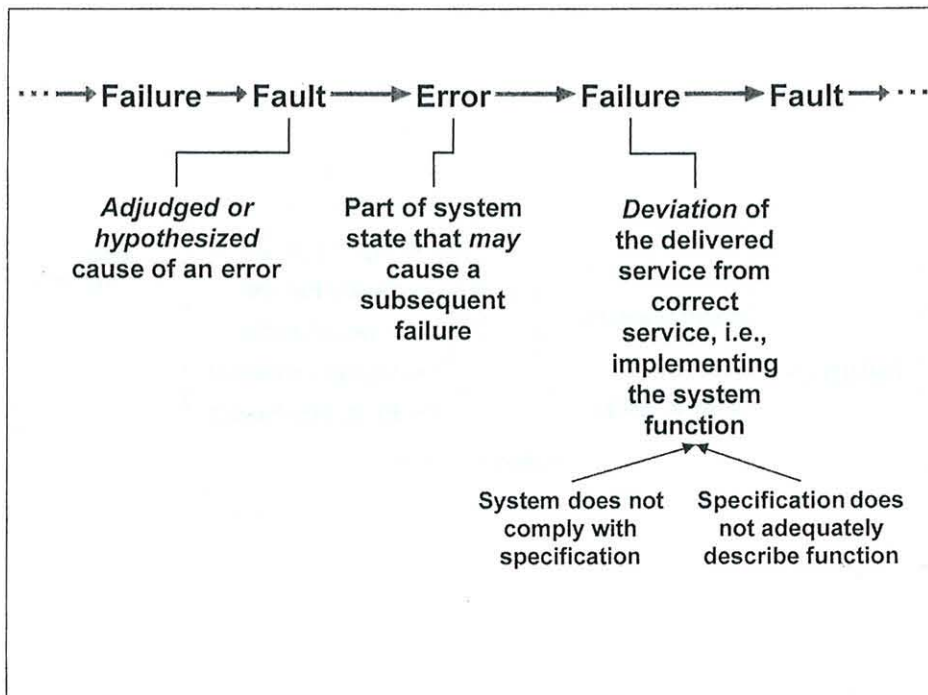 .... Failure Fault Error Failure Fault ....
Adjudged or
hypothesized
cause of an error
Part of system
state that may
cause a
subsequent
failure
Deviation of
the delivered
service from
correct
service, i.e.,
implementing
the system
function
System does not
comply with
specification
Specification does
not adequately
describe function